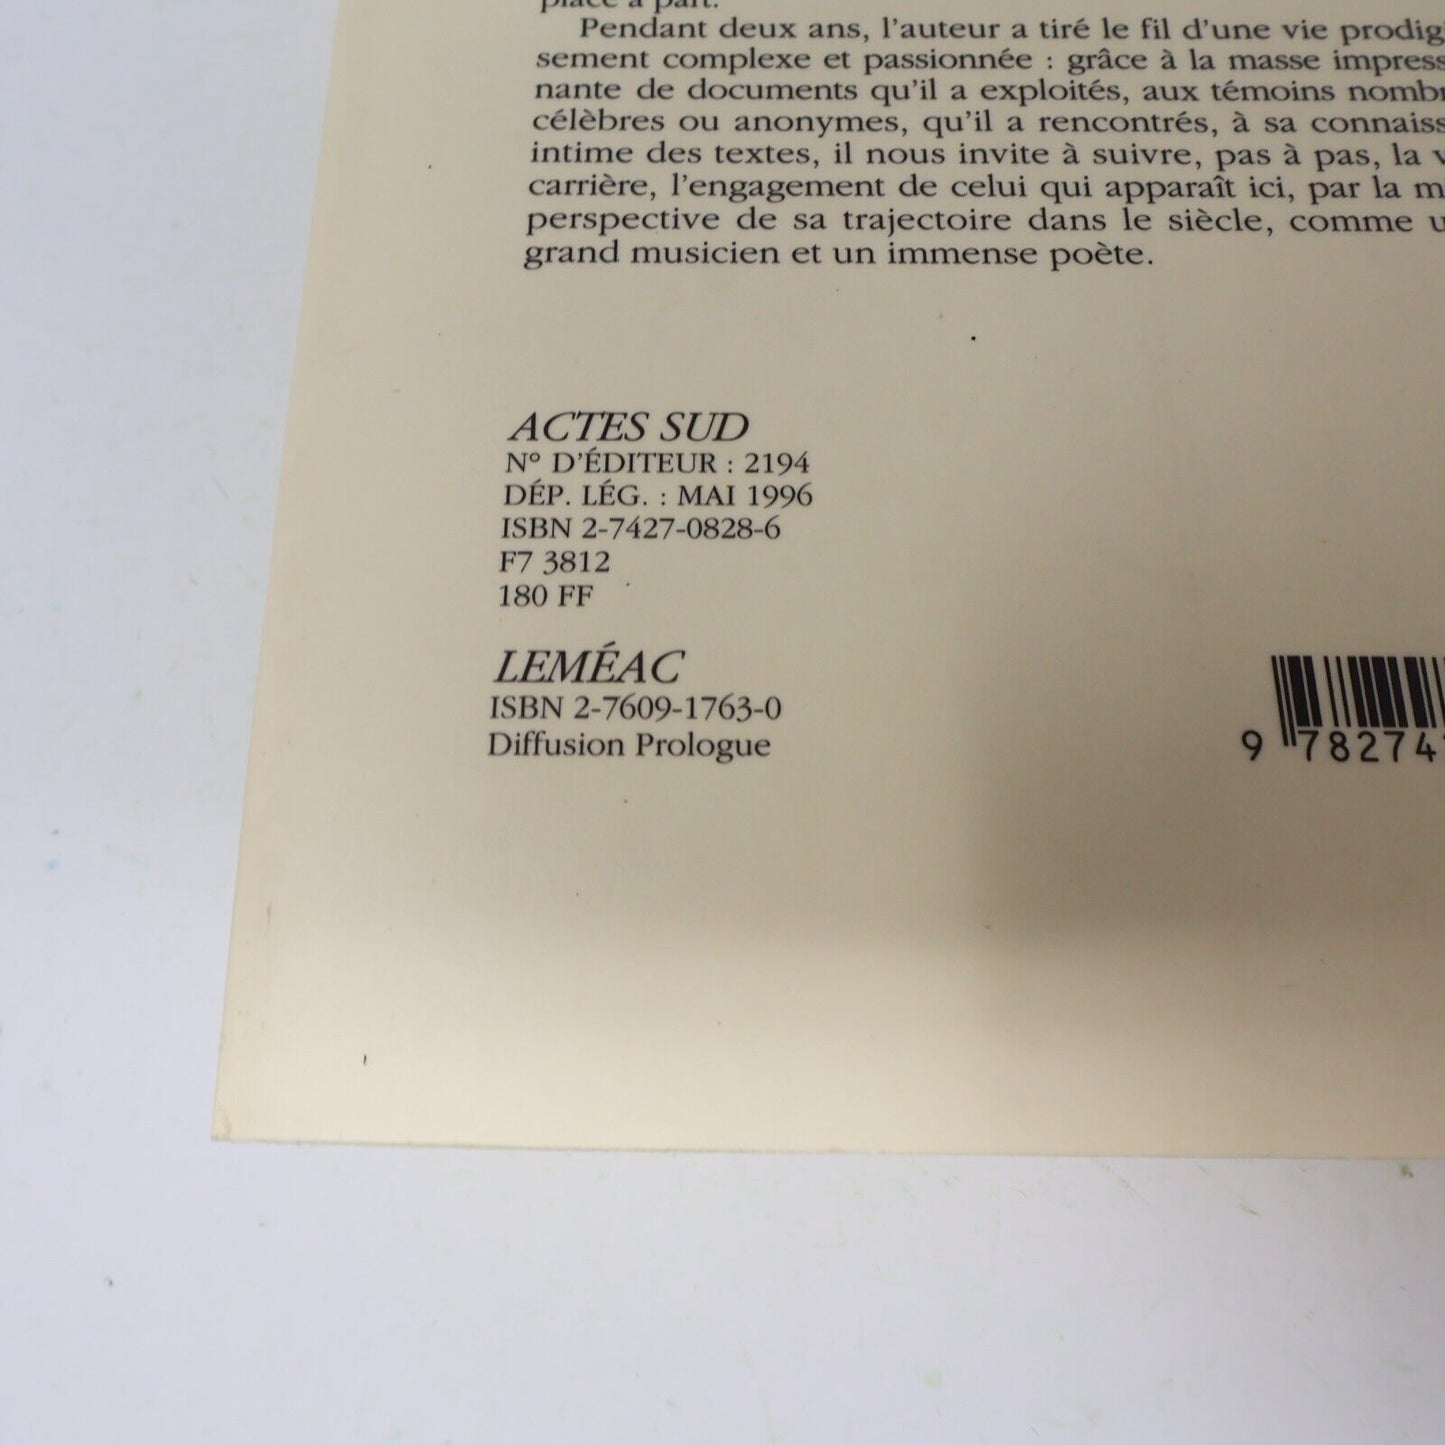 place à part.
Pendant deux ans, l'auteur a tiré le fil d'une vie prodig
sement complexe et passionnée : grâce à la masse impress
nante de documents qu'il a exploités, aux témoins nomb
célèbres ou anonymes, qu'il a rencontrés, à sa connaiss
intime des textes, il nous invite à suivre, pas à pas, la v
carrière, l'engagement de celui qui apparaît ici, par la m
perspective de sa trajectoire dans le siècle, comme u
grand musicien et un immense poète.
ACTES SUD
N° D'ÉDITEUR : 2194
DÉP. LÉG. : MAI 1996
ISBN 2-7427-0828-6
F7 3812
180 FF
LEMÉAC
ISBN 2-7609-1763-0
Diffusion Prologue
9 78274